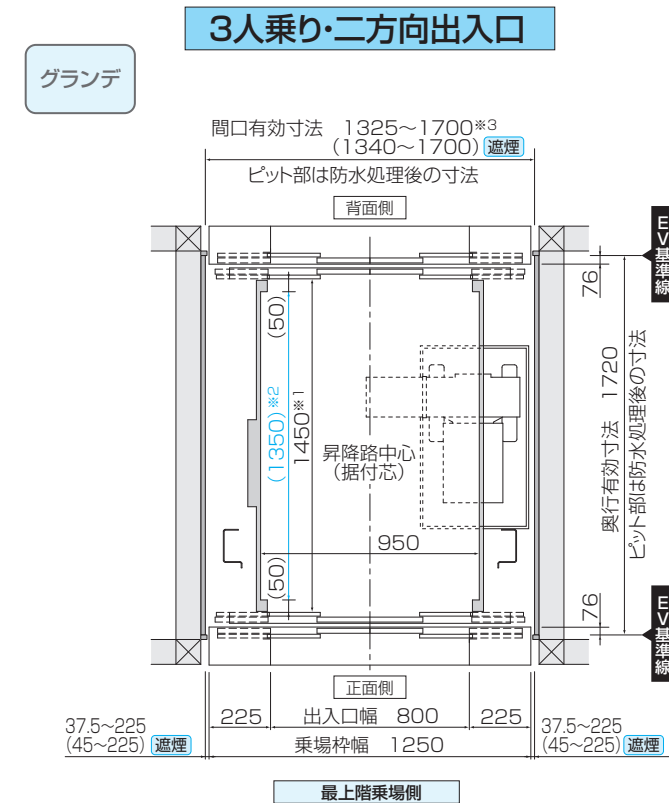 3人乗り・二方向出入口
グランデ
間口有効寸法 1325～1700※3
(1340～1700) 遮煙
ピット部は防水処理後の寸法
背面側
EV基準線
76
(50)
(1350)※2
1450※1
昇降路中心
(据付芯)
奥行有効寸法 1720
ピット部は防水処理後の寸法
950
(50)
76
EV基準線
正面側
37.5～225
(45～225) 遮煙
225
出入口幅 800
225
37.5～225
(45～225) 遮煙
乗場枠幅 1250
最上階乗場側